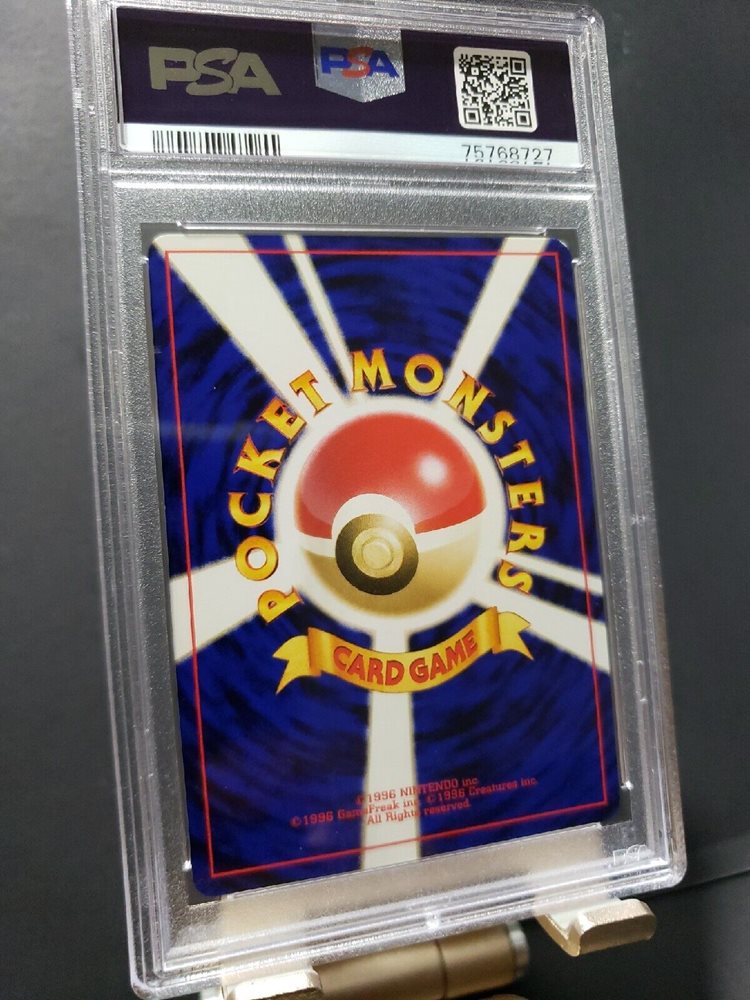 PSA
PSA
75768727
POCKET MONSTERS
CARD GAME
©1996 NINTENDO inc.
©1996 GameFreak inc. ©1996 Creatures inc.
All Rights reserved.